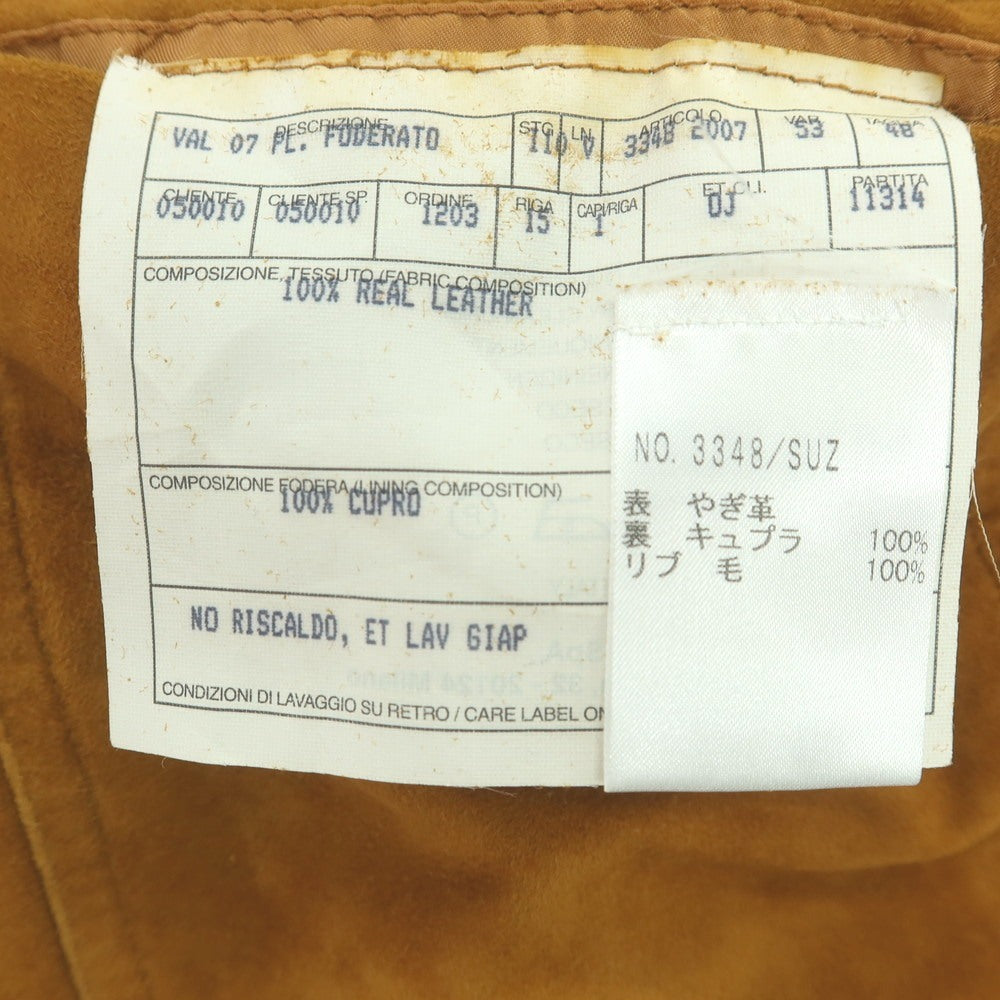 DESCRIZIONE STG LN ARTICOLO VAR TAGLIA
VAL 07 PL. FODERATO 110 V 3348 2007 53 48
CLIENTE CLIENTE SP. ORDINE RIGA CAPI/RIGA ET.CLI. PARTITA
050010 050010 1203 15 1 DJ 11314
COMPOSIZIONE TESSUTO (FABRIC COMPOSITION)
100% REAL LEATHER
COMPOSIZIONE FODERA (LINING COMPOSITION)
100% CUPRO
NO RISCALDO, ET LAV GIAP
CONDIZIONI DI LAVAGGIO SU RETRO / CARE LABEL ON
NO. 3348/SUZ
表 やぎ革
裏 キュプラ 100%
リブ 毛 100%